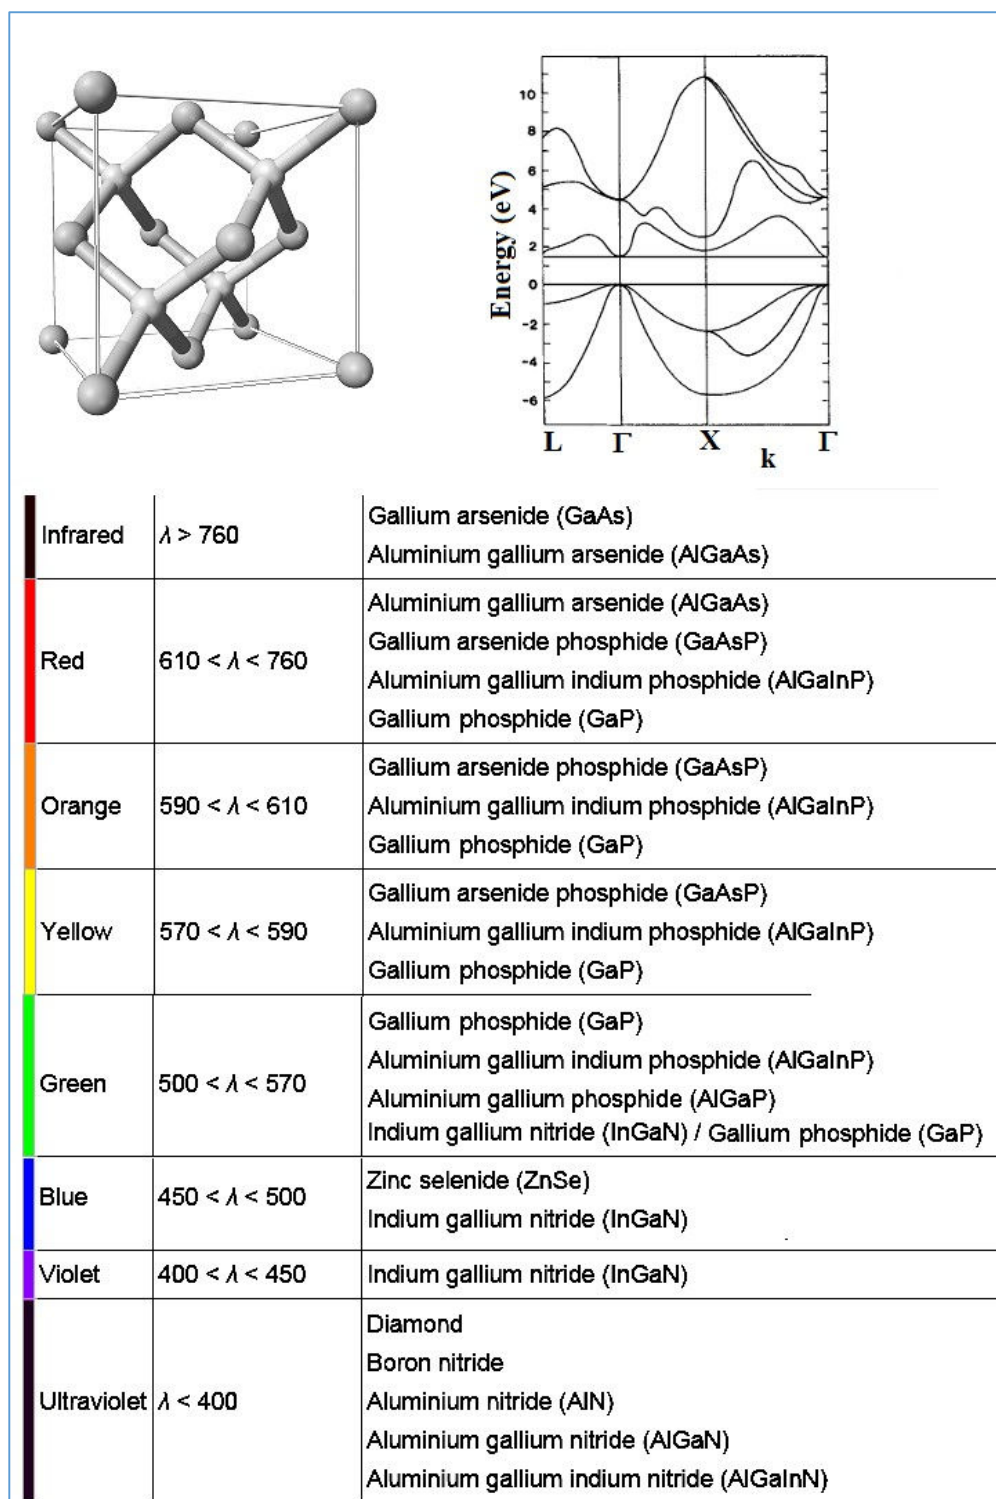 10
8
6
4
2
0
-2
-4
-6
Energy (eV)
L Γ X Γ
k
Infrared
λ > 760
Gallium arsenide (GaAs)
Aluminium gallium arsenide (AlGaAs)
Red
610 < λ < 760
Aluminium gallium arsenide (AlGaAs)
Gallium arsenide phosphide (GaAsP)
Aluminium gallium indium phosphide (AlGaInP)
Gallium phosphide (GaP)
Orange
590 < λ < 610
Gallium arsenide phosphide (GaAsP)
Aluminium gallium indium phosphide (AlGaInP)
Gallium phosphide (GaP)
Yellow
570 < λ < 590
Gallium arsenide phosphide (GaAsP)
Aluminium gallium indium phosphide (AlGaInP)
Gallium phosphide (GaP)
Green
500 < λ < 570
Gallium phosphide (GaP)
Aluminium gallium indium phosphide (AlGaInP)
Aluminium gallium phosphide (AlGaP)
Indium gallium nitride (InGaN) / Gallium phosphide (GaP)
Blue
450 < λ < 500
Zinc selenide (ZnSe)
Indium gallium nitride (InGaN)
Violet
400 < λ < 450
Indium gallium nitride (InGaN)
Ultraviolet
λ < 400
Diamond
Boron nitride
Aluminium nitride (AlN)
Aluminium gallium nitride (AlGaN)
Aluminium gallium indium nitride (AlGaInN)